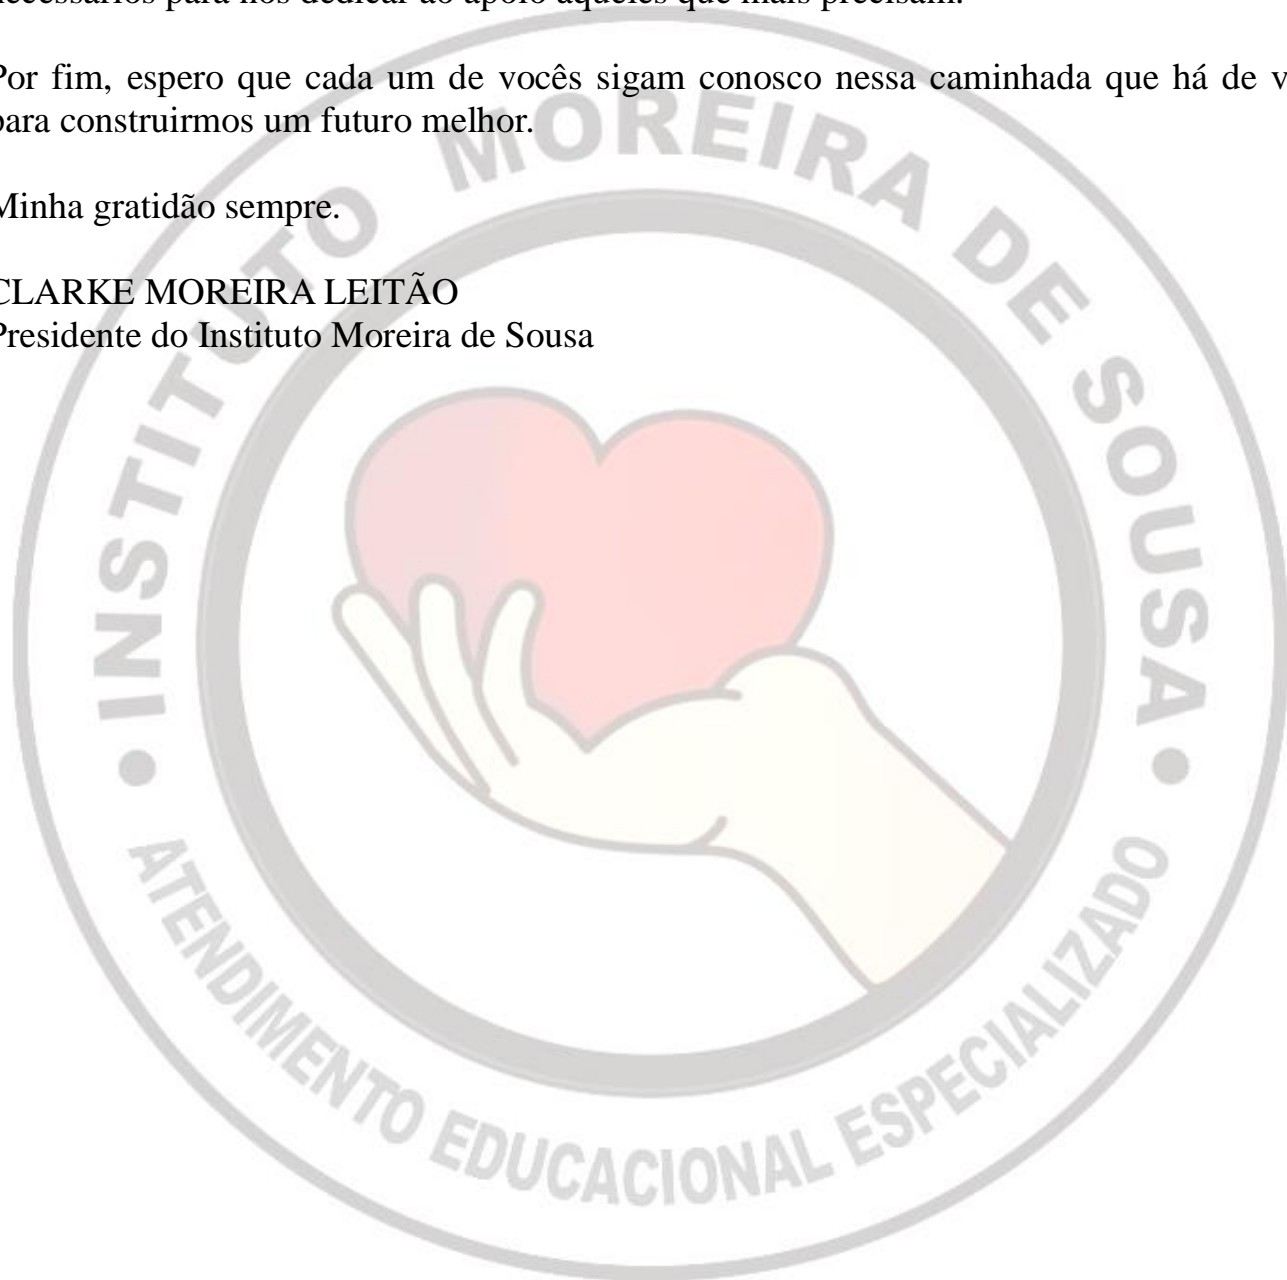 necessários para nos dedicar ao apoio àqueles que mais precisam.
Por fim, espero que cada um de vocês sigam conosco nessa caminhada que há de v
para construirmos um futuro melhor.
Minha gratidão sempre.
CLARKE MOREIRA LEITÃO
Presidente do Instituto Moreira de Sousa
• INSTITUTO MOREIRA DE SOUSA •
ATENDIMENTO EDUCACIONAL ESPECIALIZADO